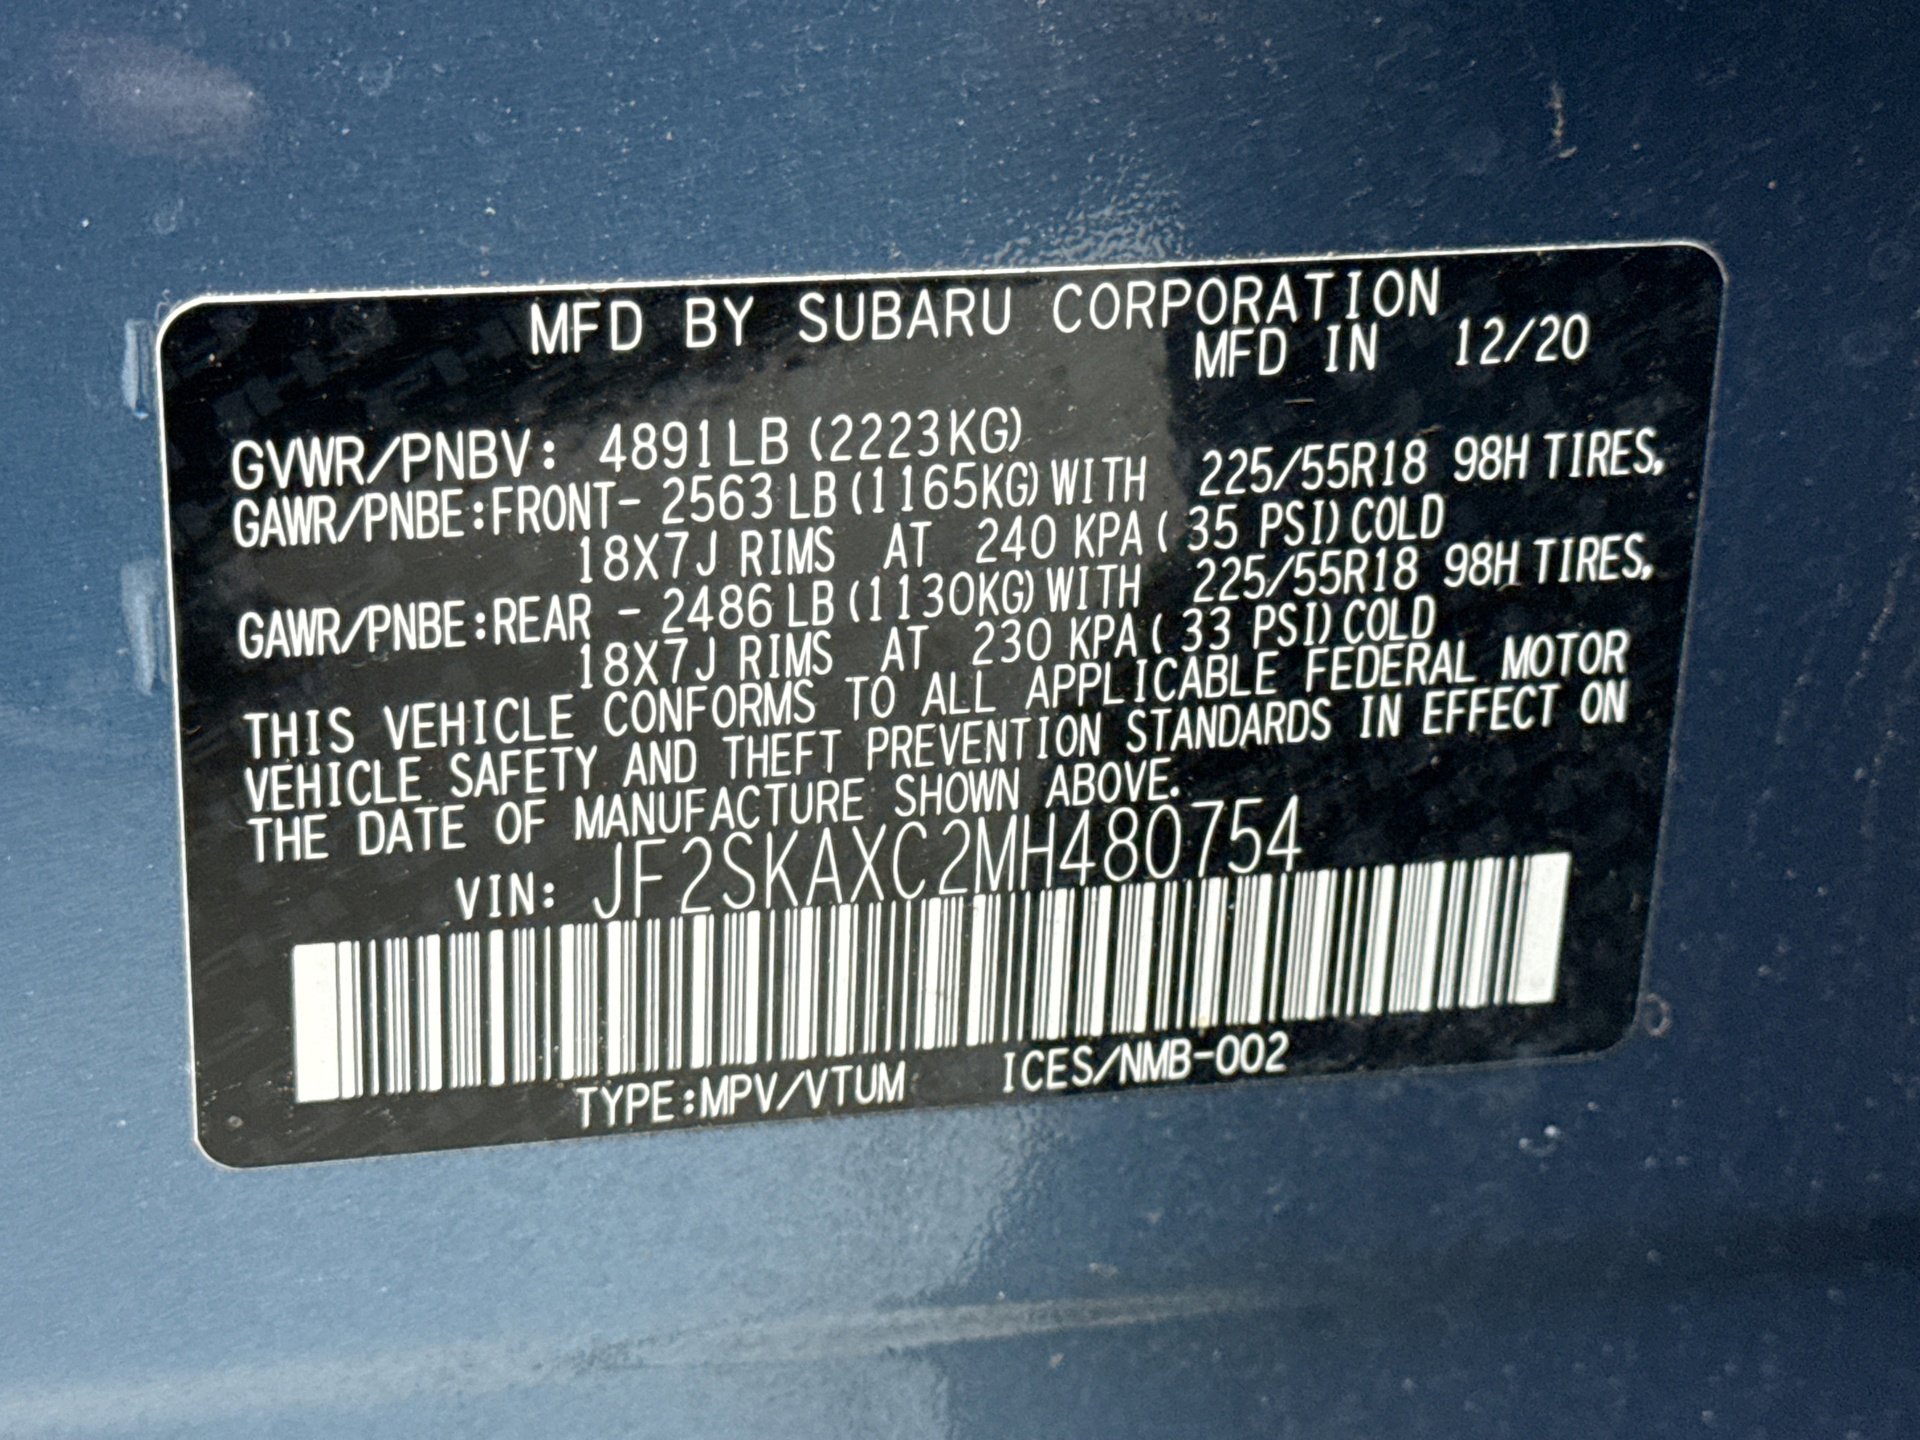 MFD BY SUBARU CORPORATION
MFD IN 12/20
GVWR/PNBV: 4891LB (2223KG)
GAWR/PNBE:FRONT- 2563 LB (1165KG) WITH 225/55R18 98H TIRES,
18X7J RIMS AT 240 KPA ( 35 PSI) COLD
GAWR/PNBE:REAR - 2486 LB (1130KG) WITH 225/55R18 98H TIRES,
18X7J RIMS AT 230 KPA ( 33 PSI) COLD
THIS VEHICLE CONFORMS TO ALL APPLICABLE FEDERAL MOTOR
VEHICLE SAFETY AND THEFT PREVENTION STANDARDS IN EFFECT ON
THE DATE OF MANUFACTURE SHOWN ABOVE.
VIN: JF2SKAXC2MH480754
TYPE:MPV/VTUM ICES/NMB-002